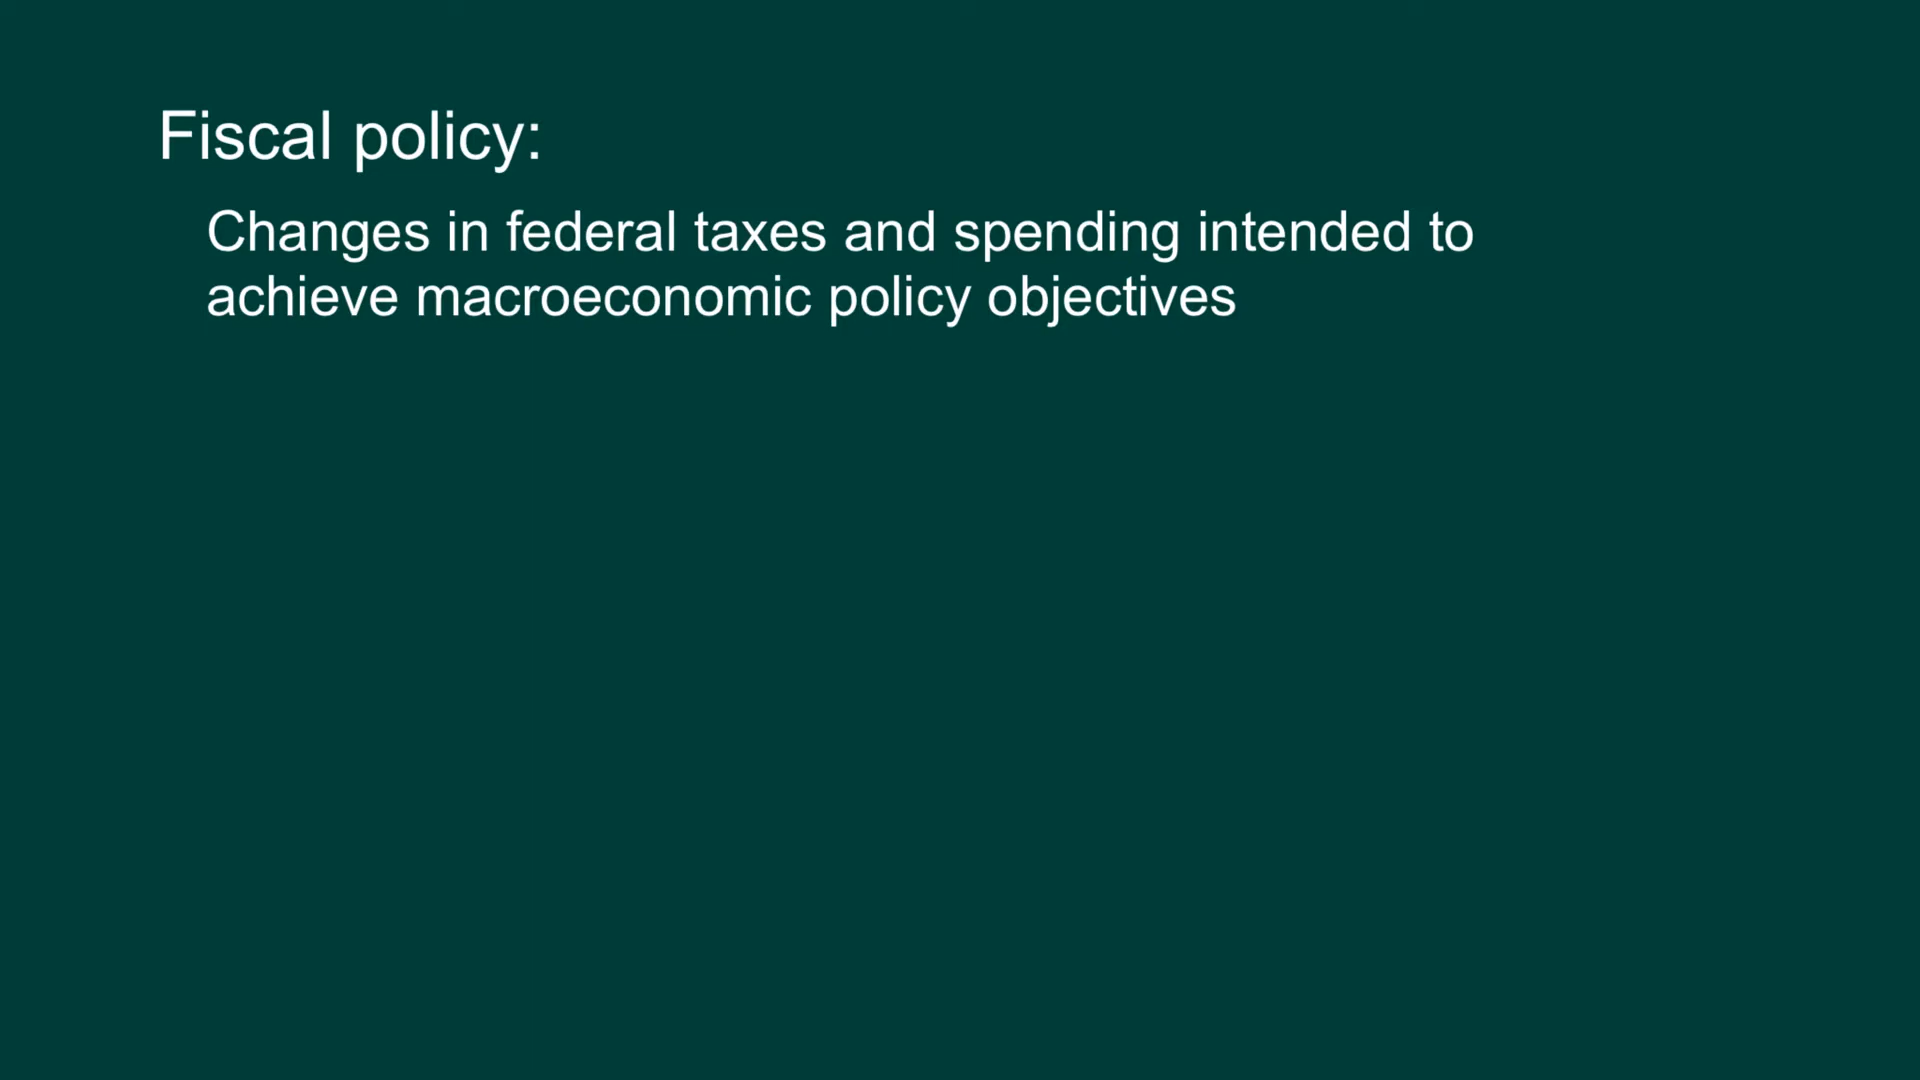 Fiscal policy:
Changes in federal taxes and spending intended to
achieve macroeconomic policy objectives